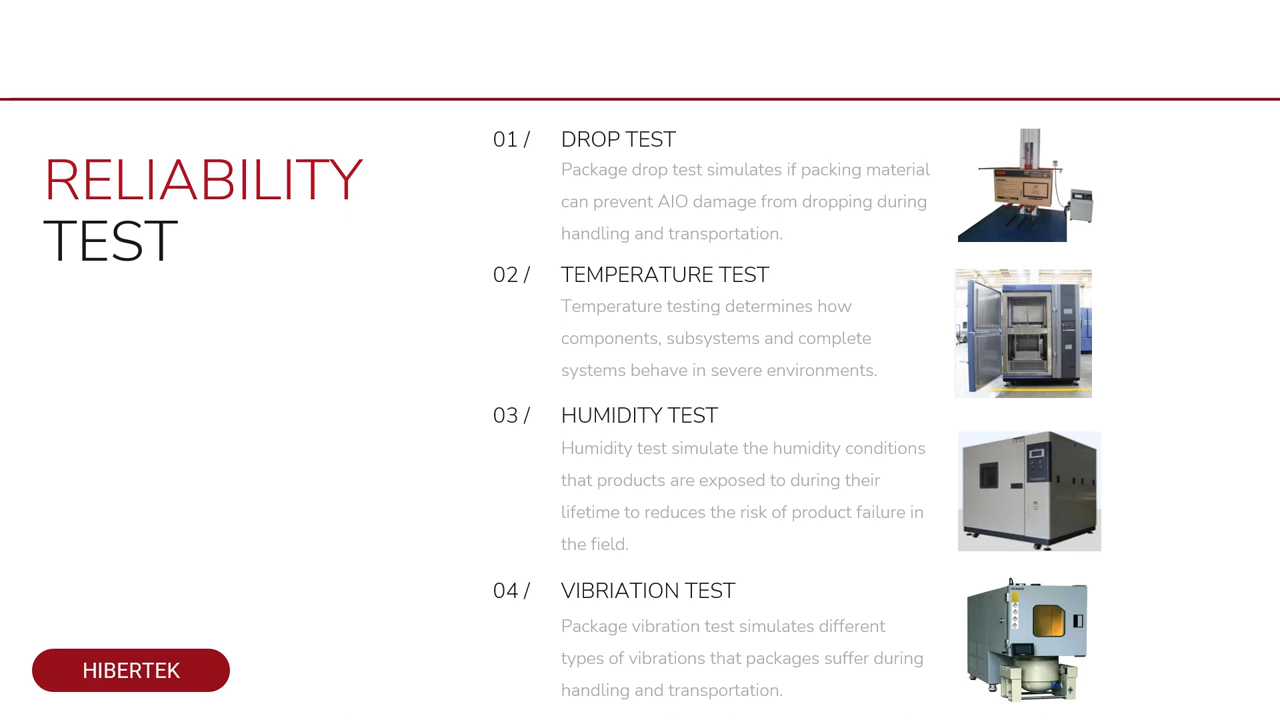 RELIABILITY
TEST
01 / DROP TEST
Package drop test simulates if packing material
can prevent AIO damage from dropping during
handling and transportation.
02 / TEMPERATURE TEST
Temperature testing determines how
components, subsystems and complete
systems behave in severe environments.
03 / HUMIDITY TEST
Humidity test simulate the humidity conditions
that products are exposed to during their
lifetime to reduces the risk of product failure in
the field.
04 / VIBRIATION TEST
Package vibration test simulates different
types of vibrations that packages suffer during
handling and transportation.
HIBERTEK